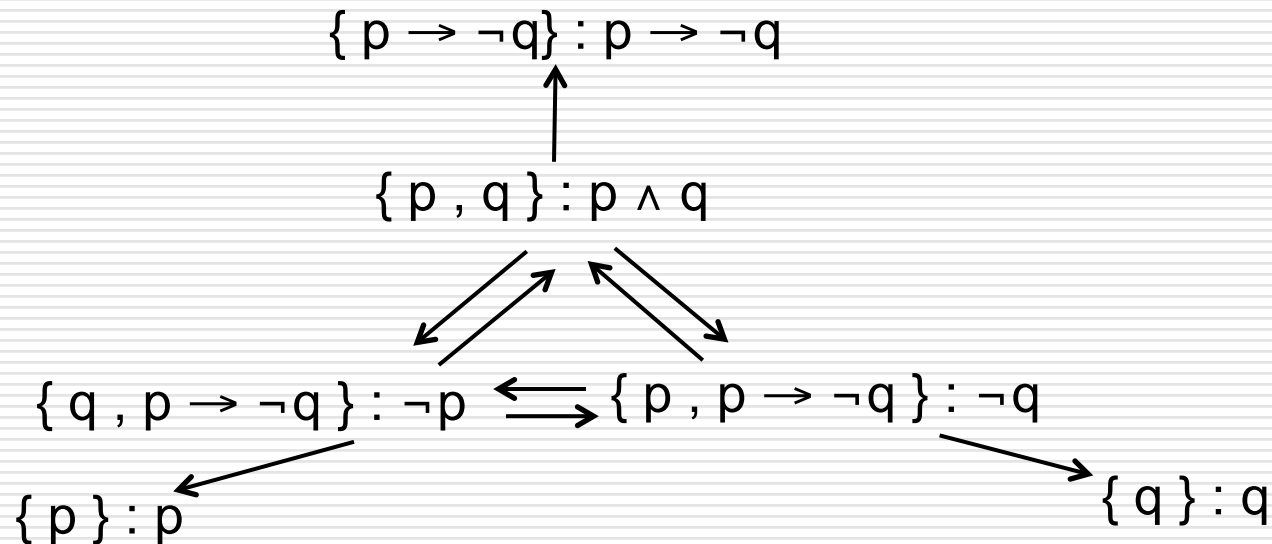 { p → ¬q} : p → ¬q
{ p , q } : p ∧ q
{ q , p → ¬q } : ¬p
{ p , p → ¬q } : ¬q
{ p } : p
{ q } : q